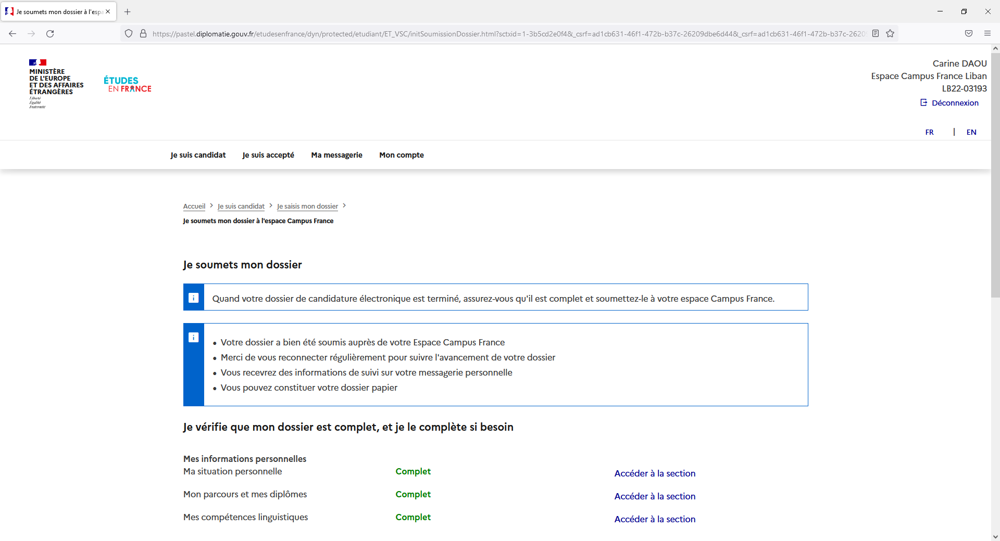 Je soumets mon dossier à l'espa
https://pastel.diplomatie.gouv.fr/etudesenfrance/dyn/protected/etudiant/ET_VSC/initSoumissionDossier.html?sctxid=1-3b5cd2e0f4&_csrf=ad1cb631-46f1-472b-b37c-26209dbe6d44&_csrf=ad1cb631-46f1-472b-b37c-26209
MINISTÈRE
DE L'EUROPE
ET DES AFFAIRES
ÉTRANGÈRES
Liberté
Égalité
Fraternité
ÉTUDES
EN FRANCE
Carine DAOU
Espace Campus France Liban
LB22-03193
Déconnexion
FR | EN
Je suis candidat Je suis accepté Ma messagerie Mon compte
Accueil > Je suis candidat > Je saisis mon dossier >
Je soumets mon dossier à l'espace Campus France
Je soumets mon dossier
Quand votre dossier de candidature électronique est terminé, assurez-vous qu'il est complet et soumettez-le à votre espace Campus France.
• Votre dossier a bien été soumis auprès de votre Espace Campus France
• Merci de vous reconnecter régulièrement pour suivre l'avancement de votre dossier
• Vous recevrez des informations de suivi sur votre messagerie personnelle
• Vous pouvez constituer votre dossier papier
Je vérifie que mon dossier est complet, et je le complète si besoin
Mes informations personnelles
Ma situation personnelle Complet Accéder à la section
Mon parcours et mes diplômes Complet Accéder à la section
Mes compétences linguistiques Complet Accéder à la section